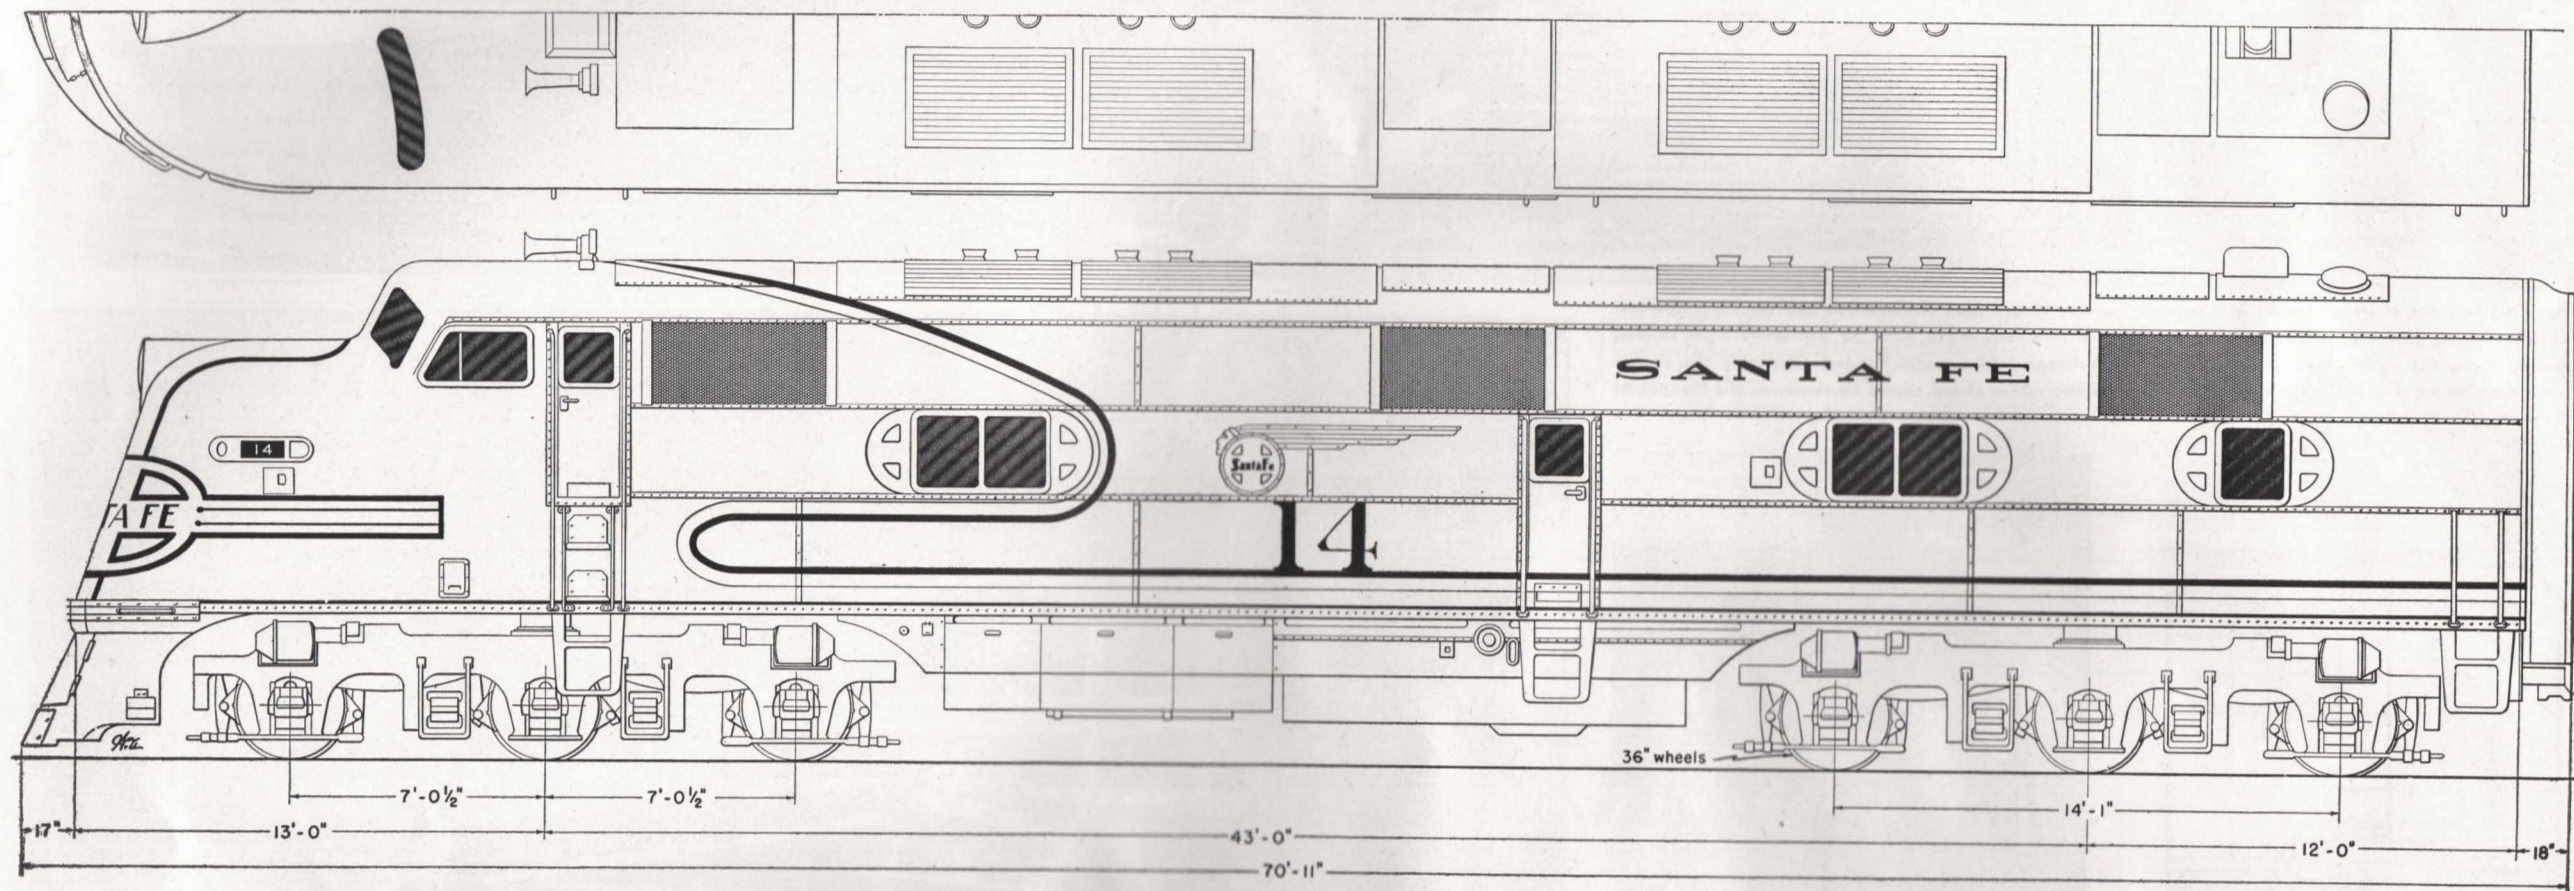 SANTA FE
14
TA FE
Santa Fe
14
36" wheels
7'-0½"
7'-0½"
14'-1"
17"
13'-0"
43'-0"
12'-0"
18"
70'-11"